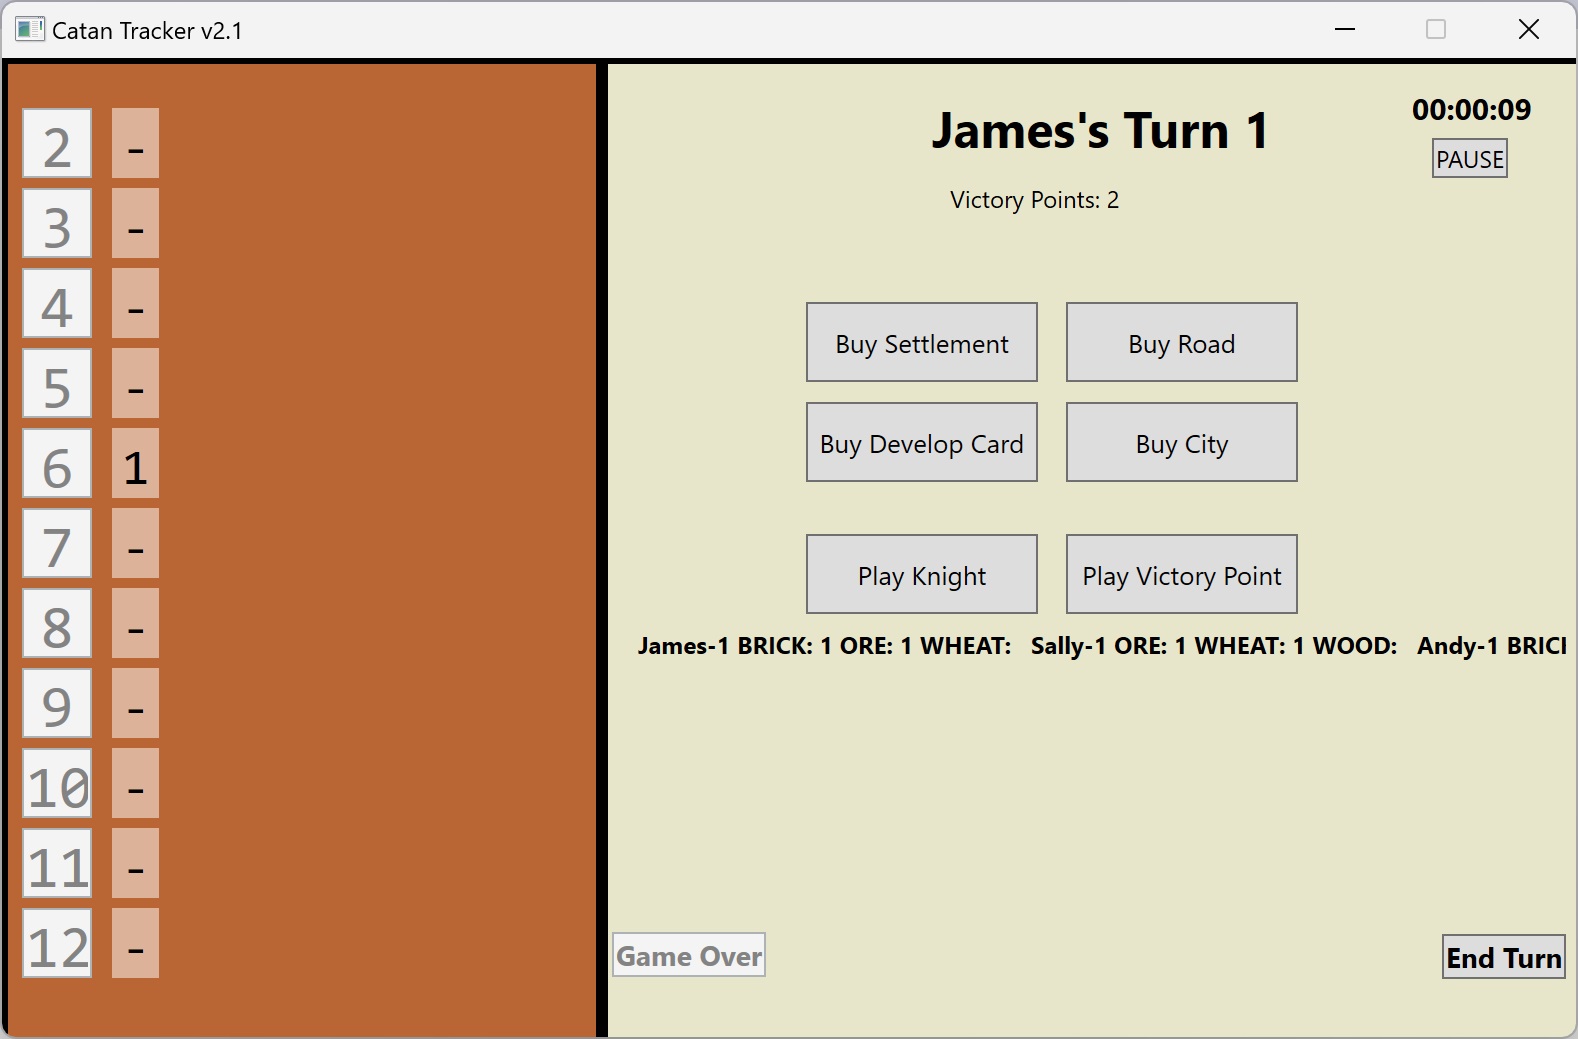 Catan Tracker v2.1
2 -
3 -
4 -
5 -
6 1
7 -
8 -
9 -
10 -
11 -
12 -
James's Turn 1
00:00:09
PAUSE
Victory Points: 2
Buy Settlement Buy Road
Buy Develop Card Buy City
Play Knight Play Victory Point
James-1 BRICK: 1 ORE: 1 WHEAT: Sally-1 ORE: 1 WHEAT: 1 WOOD: Andy-1
Game Over End Turn